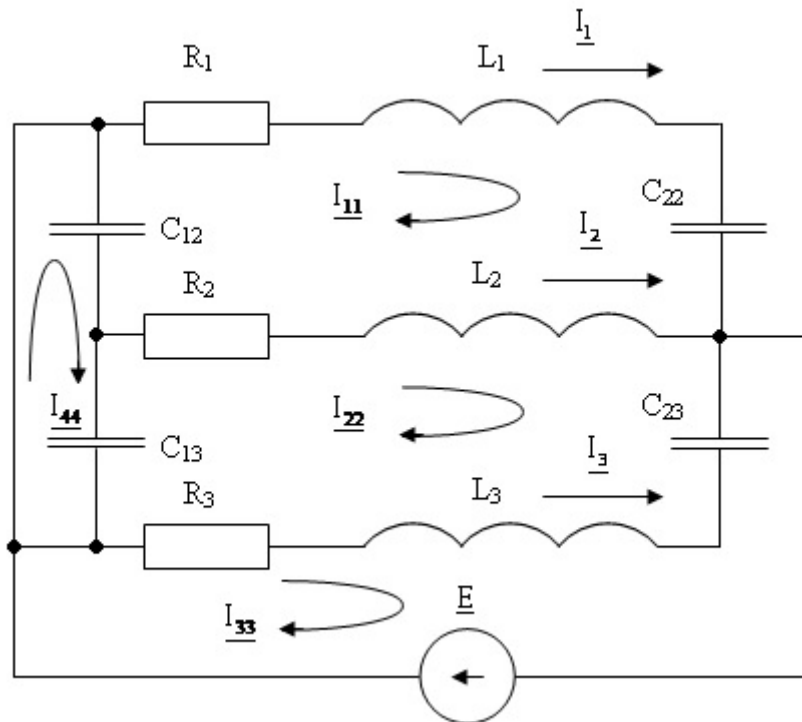 I₁
R₁ L₁
I₁₁ C₂₂
C₁₂ I₂
R₂ L₂
I₄₄ I₂₂ C₂₃
C₁₃ I₃
R₃ L₃
I₃₃ E